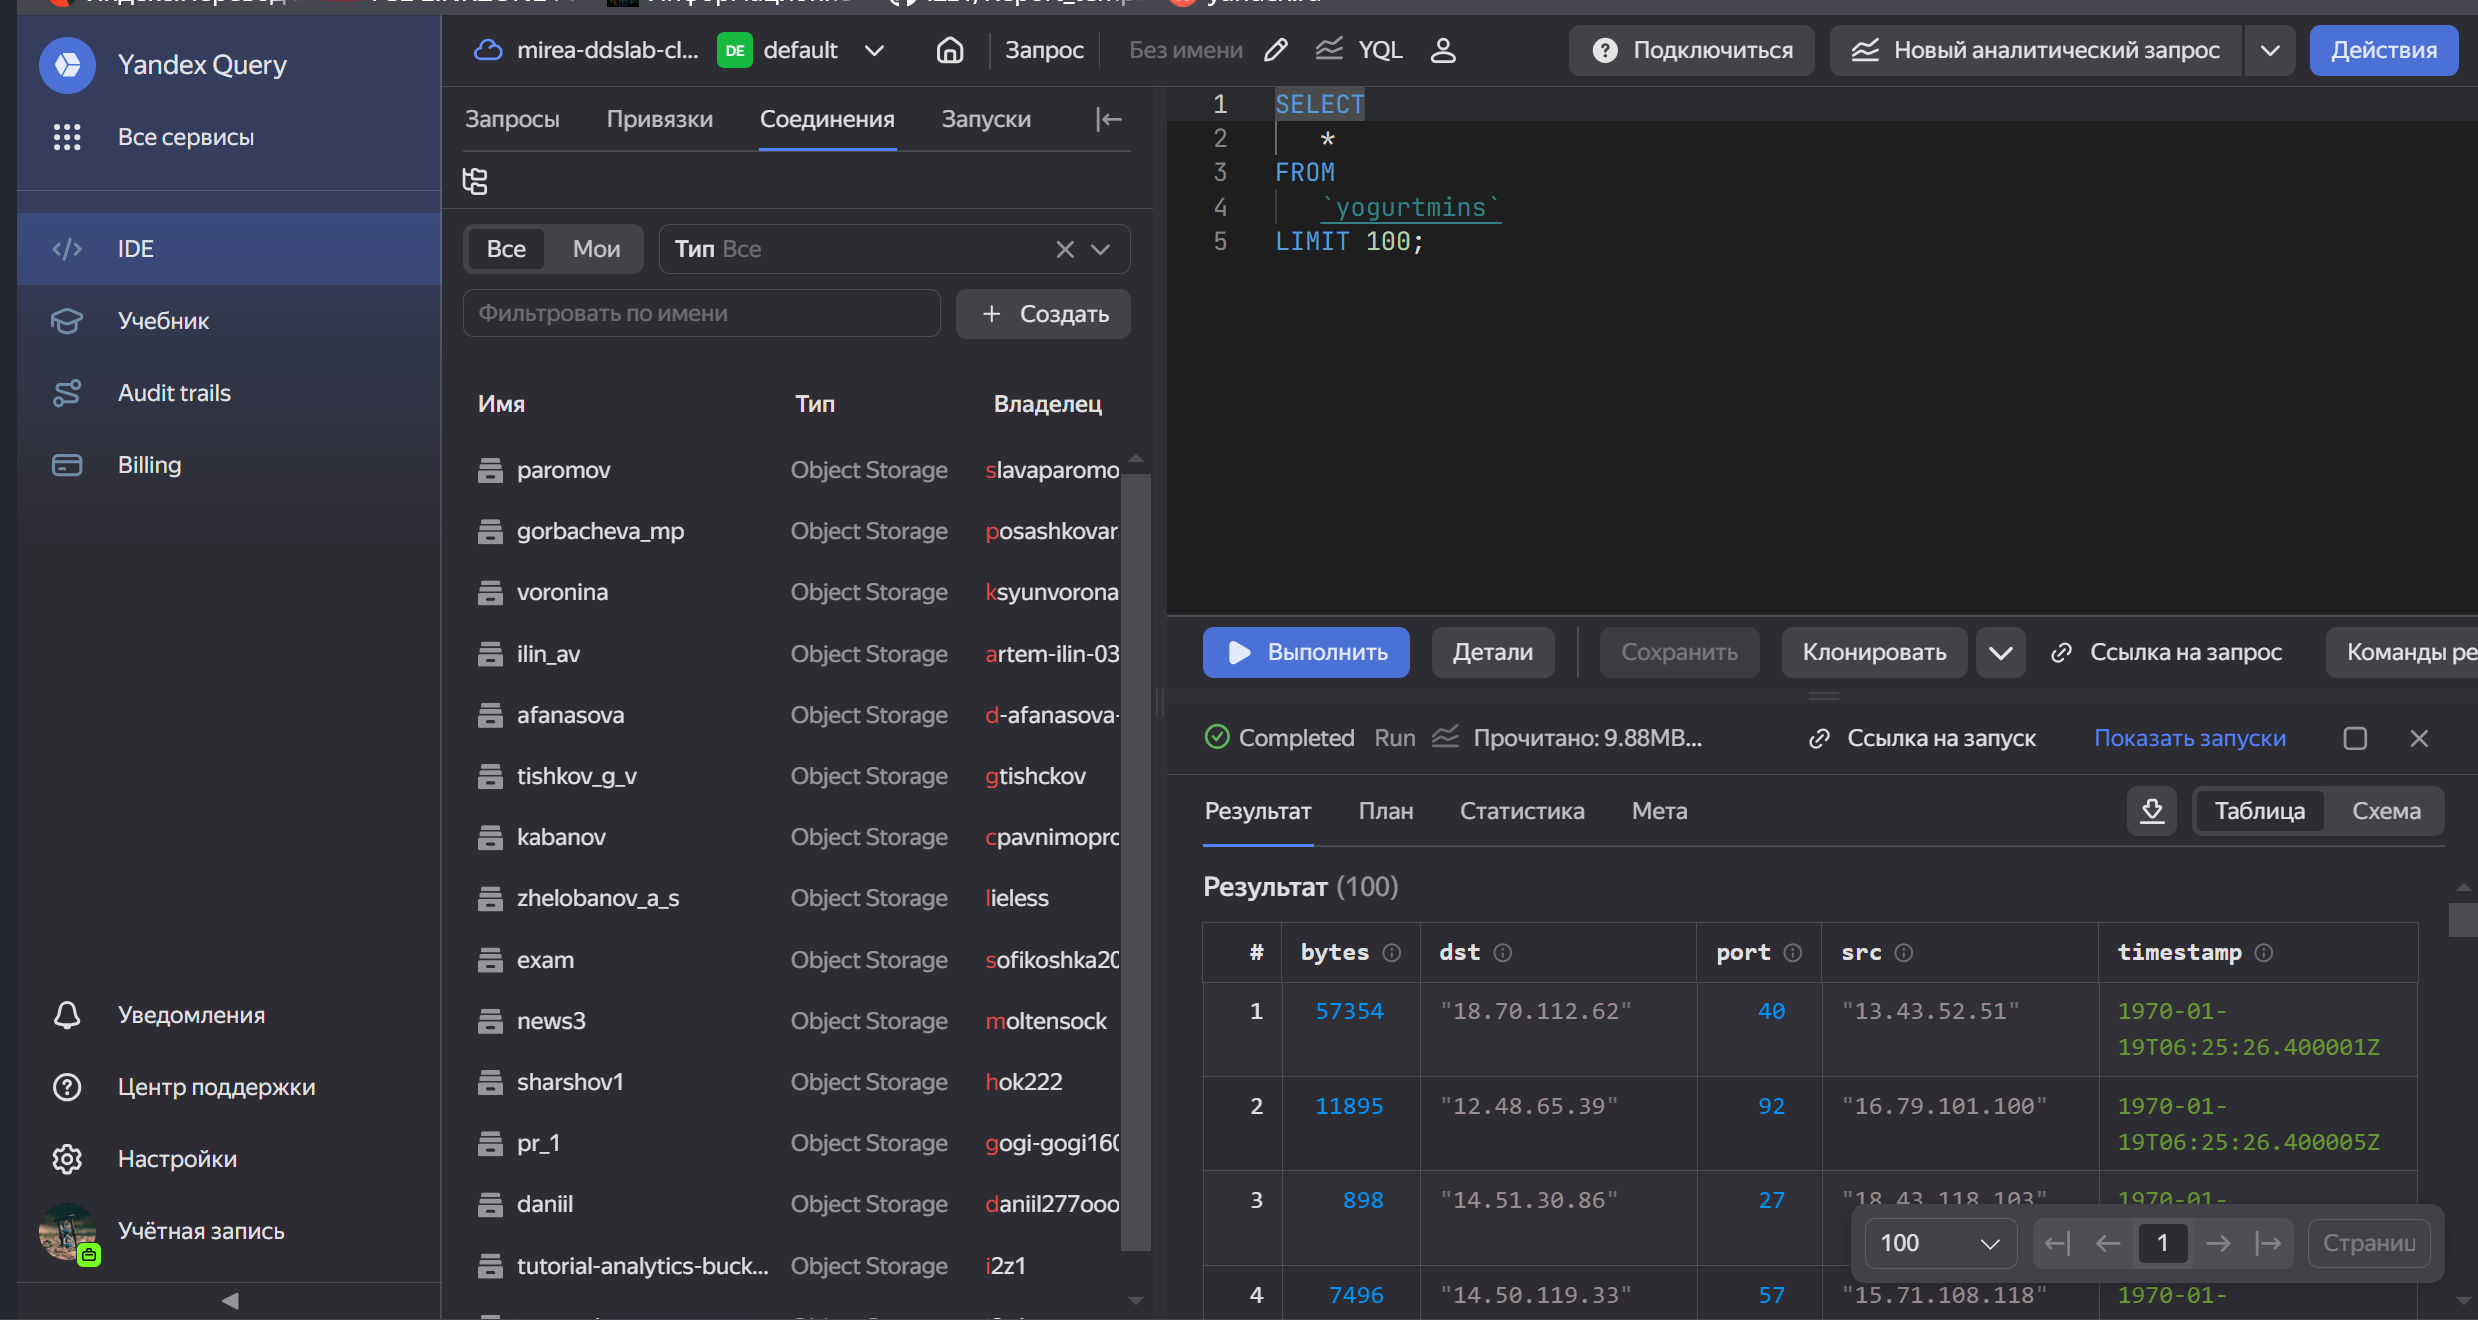 yandex.ru
Yandex Query
Все сервисы
IDE
Учебник
Audit trails
Billing
Уведомления
Центр поддержки
Настройки
Учётная запись
mirea-ddslab-cl... DE default
Запрос
Без имени
YQL
Подключиться
Новый аналитический запрос
Действия
Запросы Привязки Соединения Запуски
Все Мои Тип Все
Фильтровать по имени
Создать
Имя Тип Владелец
paromov Object Storage slavaparomo
gorbacheva_mp Object Storage posashkovar
voronina Object Storage ksyunvorona
ilin_av Object Storage artem-ilin-03
afanasova Object Storage d-afanasova-
tishkov_g_v Object Storage gtishckov
kabanov Object Storage cpavnimopro
zhelobanov_a_s Object Storage lieless
exam Object Storage sofikoshka20
news3 Object Storage moltensock
sharshov1 Object Storage hok222
pr_1 Object Storage gogi-gogi160
daniil Object Storage daniil277ooo
tutorial-analytics-buck... Object Storage i2z1
1 SELECT
2 *
3 FROM
4 `yogurtmins`
5 LIMIT 100;
Выполнить
Детали
Сохранить
Клонировать
Ссылка на запрос
Команды ре
Completed Run Прочитано: 9.88MB...
Ссылка на запуск
Показать запуски
Результат План Статистика Мета
Таблица Схема
Результат (100)
# bytes dst port src timestamp
1 57354 "18.70.112.62" 40 "13.43.52.51" 1970-01-
19T06:25:26.400001Z
2 11895 "12.48.65.39" 92 "16.79.101.100" 1970-01-
19T06:25:26.400005Z
3 898 "14.51.30.86" 27 "18.43.118.103" 1970-01-
4 7496 "14.50.119.33" 57 "15.71.108.118" 1970-01-
100
1
Страниц